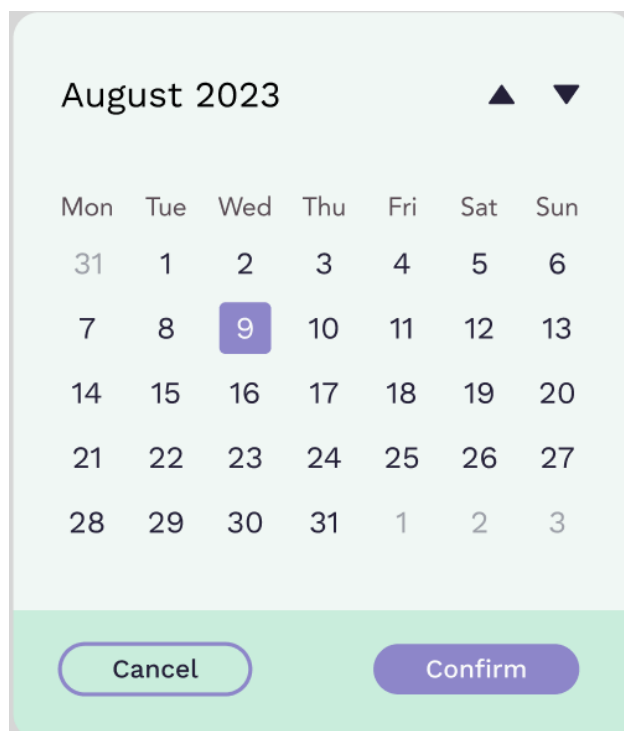 August 2023
Mon Tue Wed Thu Fri Sat Sun
31 1 2 3 4 5 6
7 8 9 10 11 12 13
14 15 16 17 18 19 20
21 22 23 24 25 26 27
28 29 30 31 1 2 3
Cancel Confirm